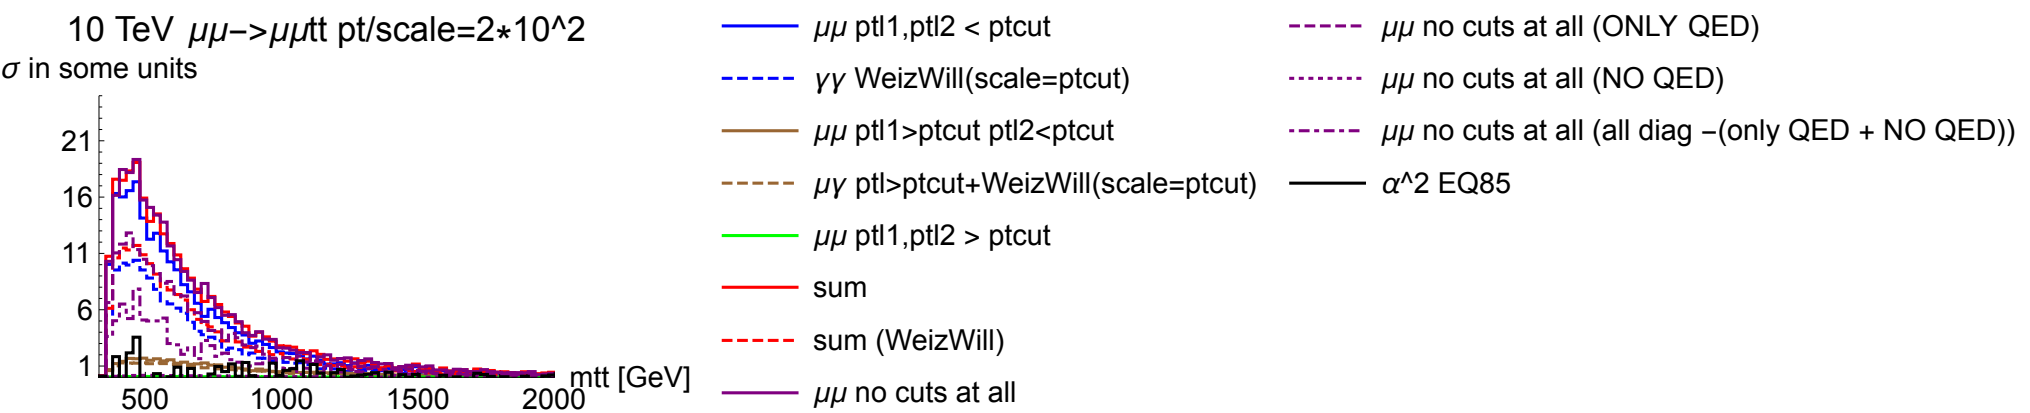 10 TeV μμ−>μμtt pt/scale=2*10^2
σ in some units
21
16
11
6
1
500 1000 1500 2000
mtt [GeV]
μμ ptl1,ptl2 < ptcut
γγ WeizWill(scale=ptcut)
μμ ptl1>ptcut ptl2<ptcut
μγ ptl>ptcut+WeizWill(scale=ptcut)
μμ ptl1,ptl2 > ptcut
sum
sum (WeizWill)
μμ no cuts at all
μμ no cuts at all (ONLY QED)
μμ no cuts at all (NO QED)
μμ no cuts at all (all diag −(only QED + NO QED))
α^2 EQ85